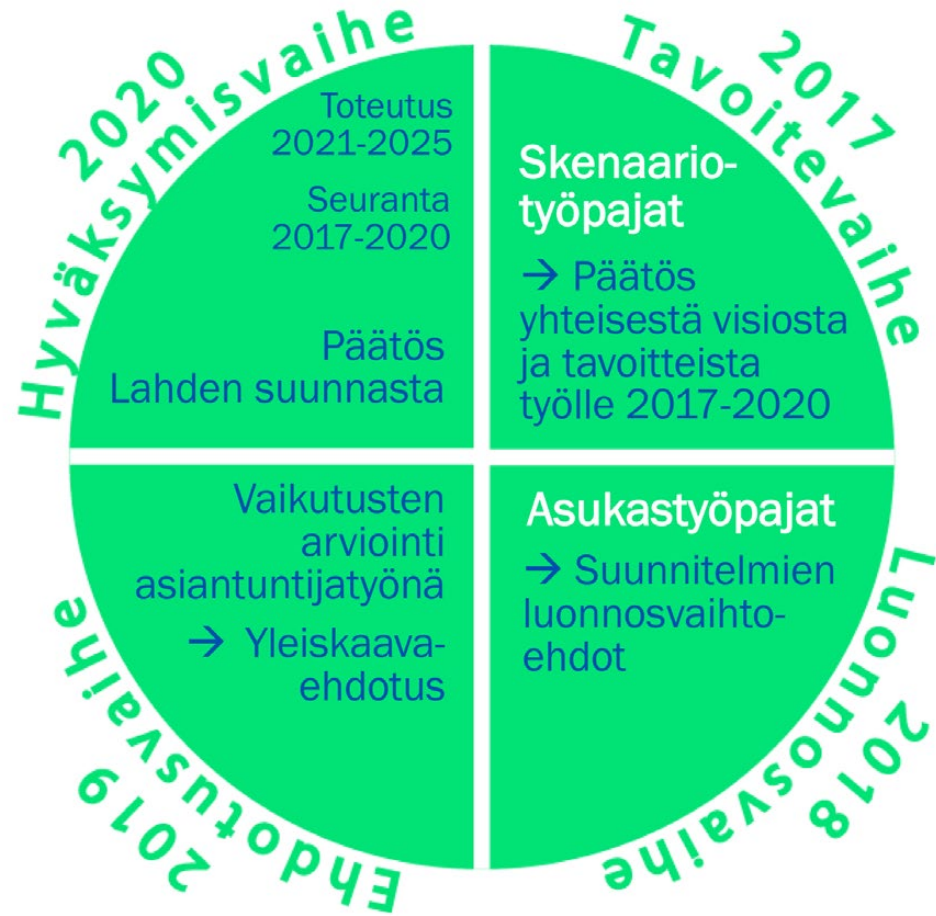 2017
Tavoitevaihe
Skenaario-
työpajat
→ Päätös
yhteisestä visiosta
ja tavoitteista
työlle 2017-2020
2018
Luonnosvaihe
Asukastyöpajat
→ Suunnitelmien
luonnosvaihto-
ehdot
2019
Ehdotusvaihe
Vaikutusten
arviointi
asiantuntijatyönä
→ Yleiskaava-
ehdotus
2020
Hyväksymisvaihe
Toteutus
2021-2025
Seuranta
2017-2020
Päätös
Lahden suunnasta